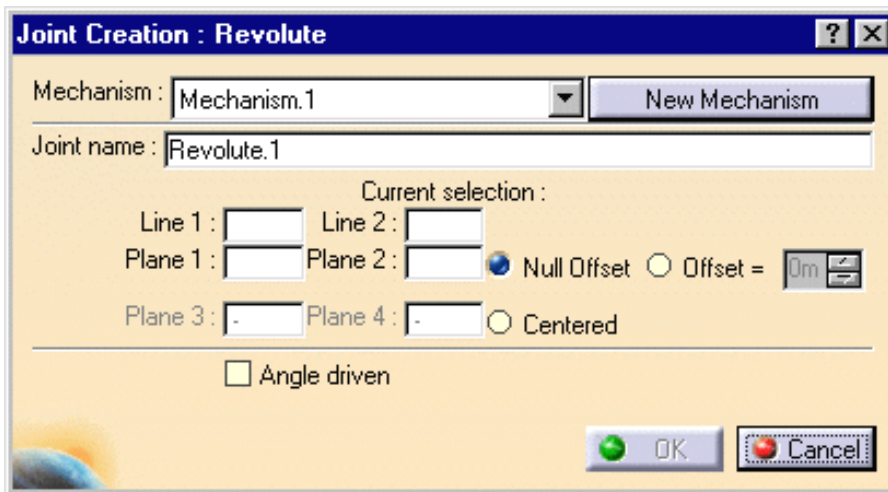 Joint Creation : Revolute
Mechanism : Mechanism.1 New Mechanism
Joint name : Revolute.1
Current selection :
Line 1 : Line 2 :
Plane 1 : Plane 2 : Null Offset Offset = 0m
Plane 3 : - Plane 4 : - Centered
Angle driven
OK Cancel